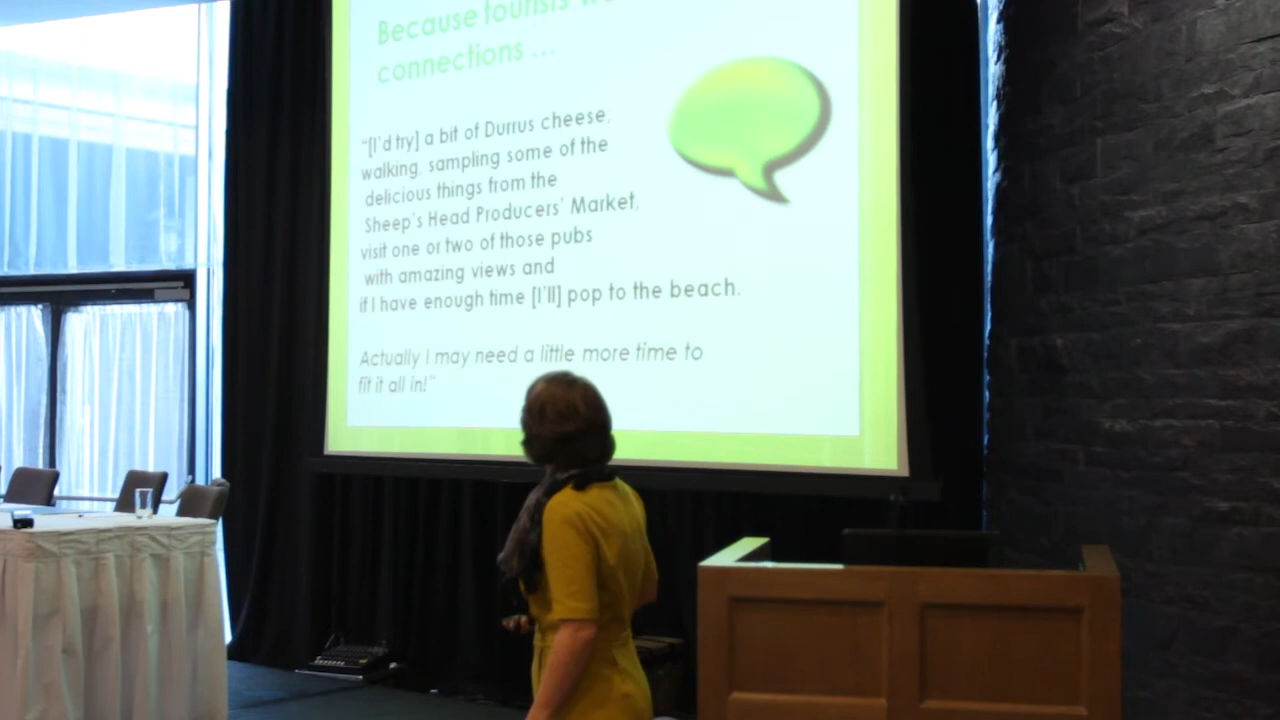 Because tourists
connections ...
"[I'd try] a bit of Durrus cheese,
walking, sampling some of the
delicious things from the
Sheep's Head Producers' Market,
visit one or two of those pubs
with amazing views and
if I have enough time [I'll] pop to the beach.
Actually I may need a little more time to
fit it all in!"